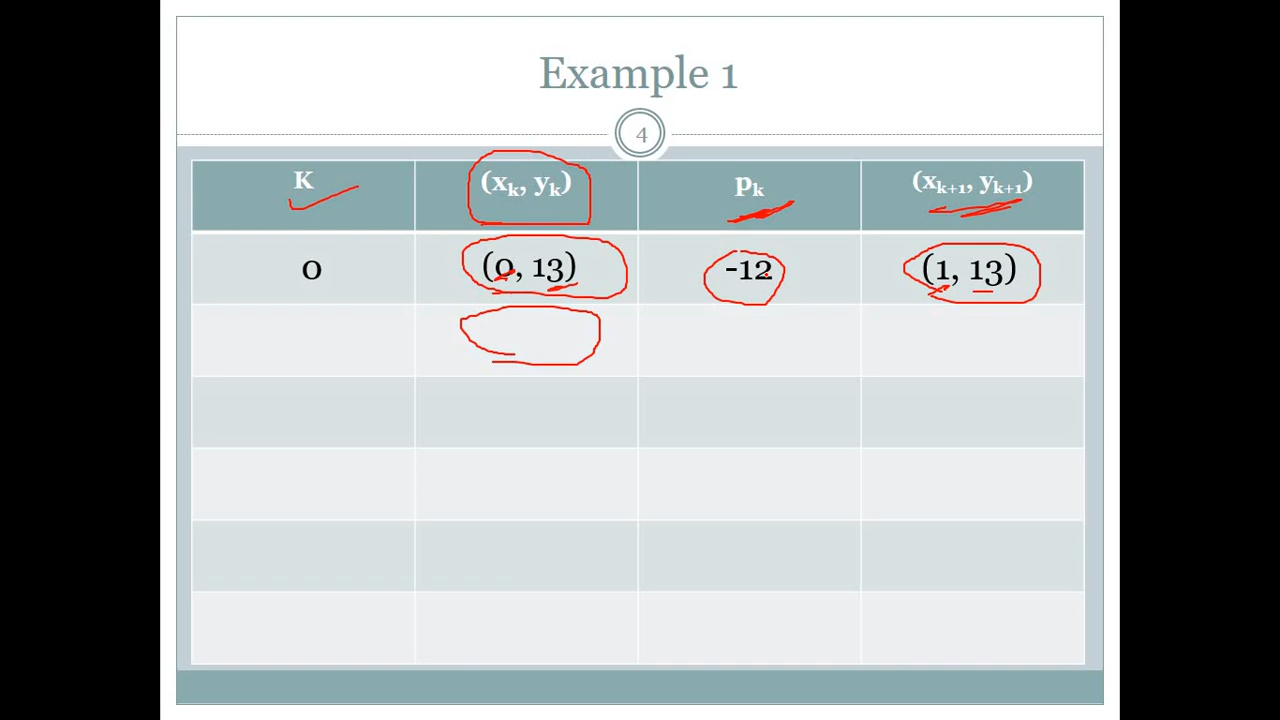 Example 1
4
K (xk, yk) pk (xk+1, yk+1)
0 (0, 13) -12 (1, 13)